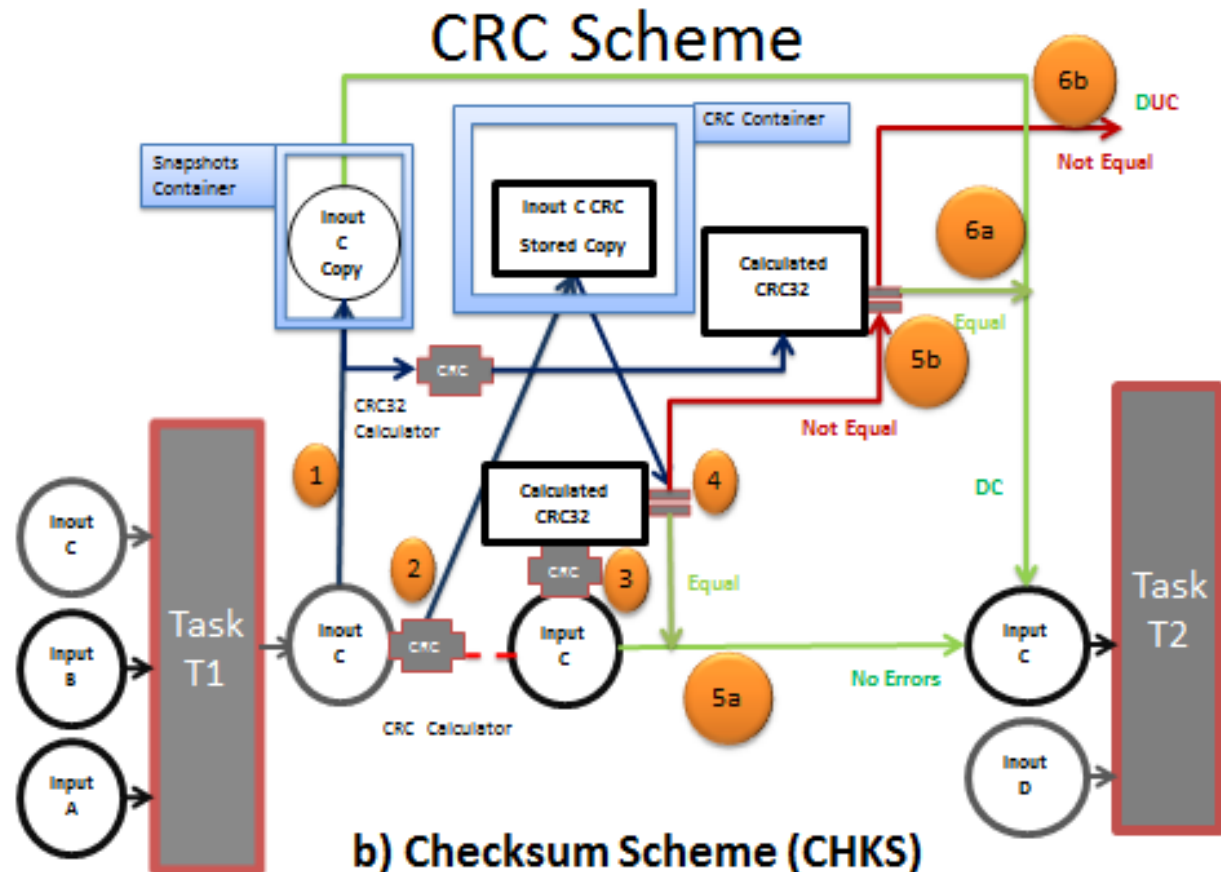 CRC Scheme
6b
DUC
Not Equal
CRC Container
Snapshots
Container
Inout
C
Copy
Inout C CRC
Stored Copy
Calculated
CRC32
6a
Equal
5b
CRC
CRC32
Calculator
Not Equal
1
4
Calculated
CRC32
DC
Inout
C
2
CRC
3
Equal
Task
T1
Inout
C
CRC
Input
C
Input
C
Task
T2
Input
B
No Errors
5a
CRC Calculator
Input
A
Inout
D
b) Checksum Scheme (CHKS)